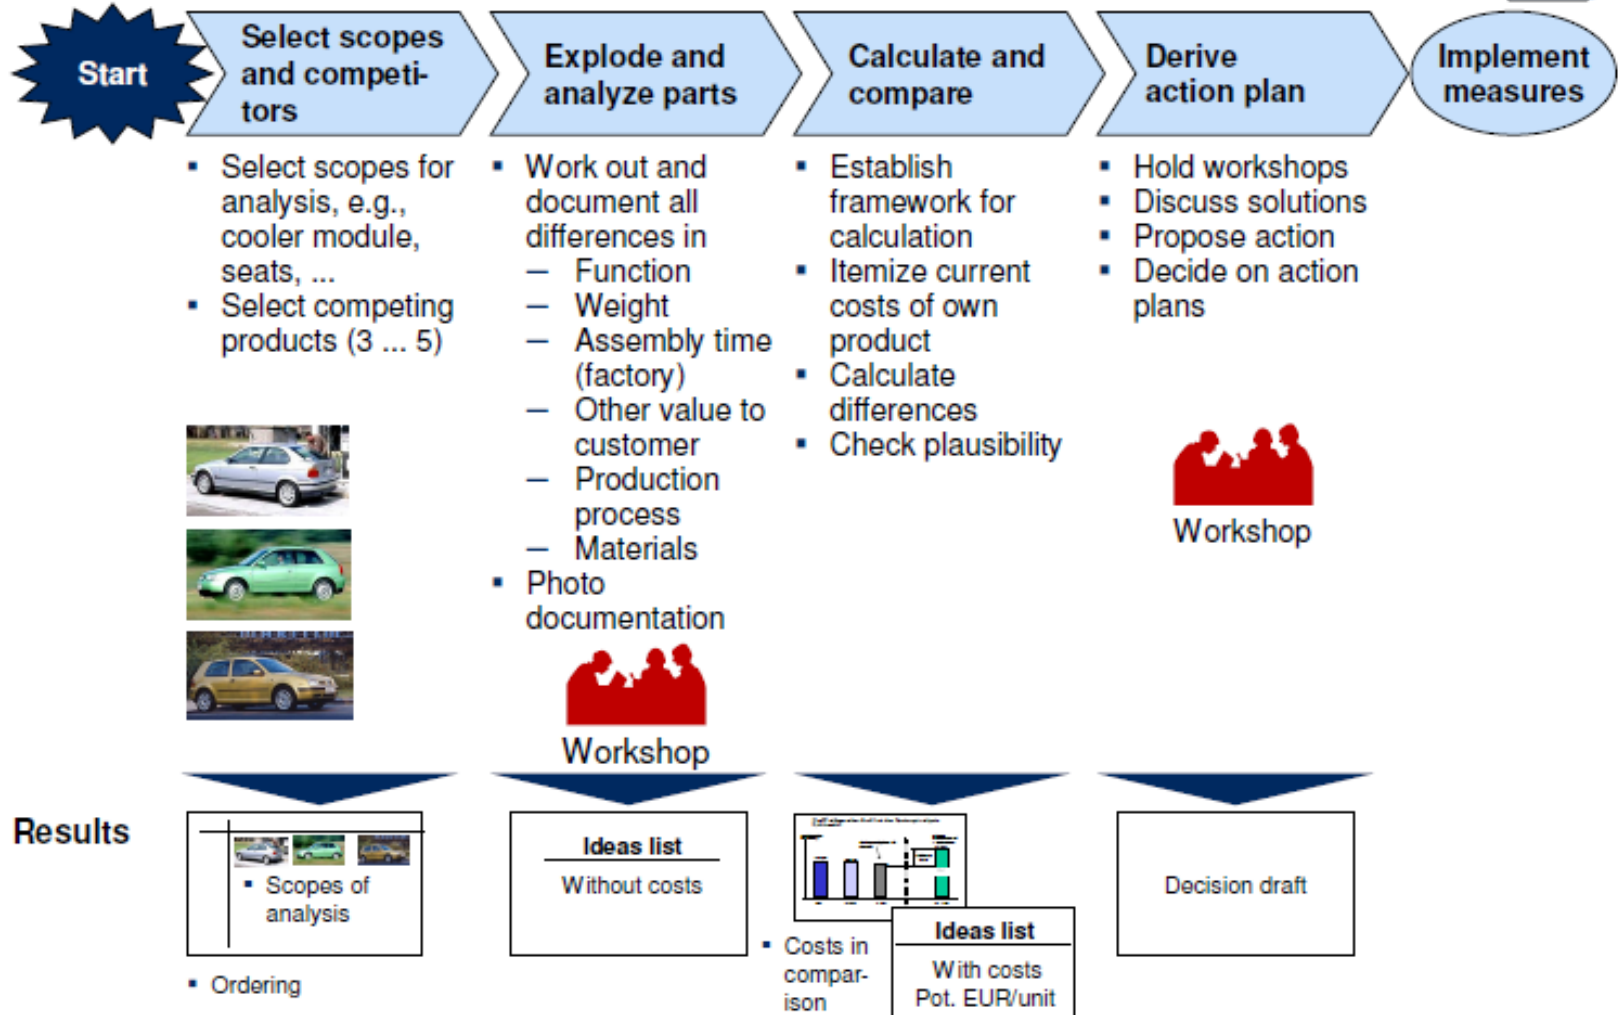 Start
Select scopes
and competi-
tors
Explode and
analyze parts
Calculate and
compare
Derive
action plan
Implement
measures
▪ Select scopes for
analysis, e.g.,
cooler module,
seats, ...
▪ Select competing
products (3 ... 5)
▪ Work out and
document all
differences in
– Function
– Weight
– Assembly time
(factory)
– Other value to
customer
– Production
process
– Materials
▪ Photo
documentation
Workshop
▪ Establish
framework for
calculation
▪ Itemize current
costs of own
product
▪ Calculate
differences
▪ Check plausibility
▪ Hold workshops
▪ Discuss solutions
▪ Propose action
▪ Decide on action
plans
Workshop
Results
▪ Scopes of
analysis
▪ Ordering
Ideas list
Without costs
▪ Costs in
compar-
ison
Ideas list
With costs
Pot. EUR/unit
Decision draft